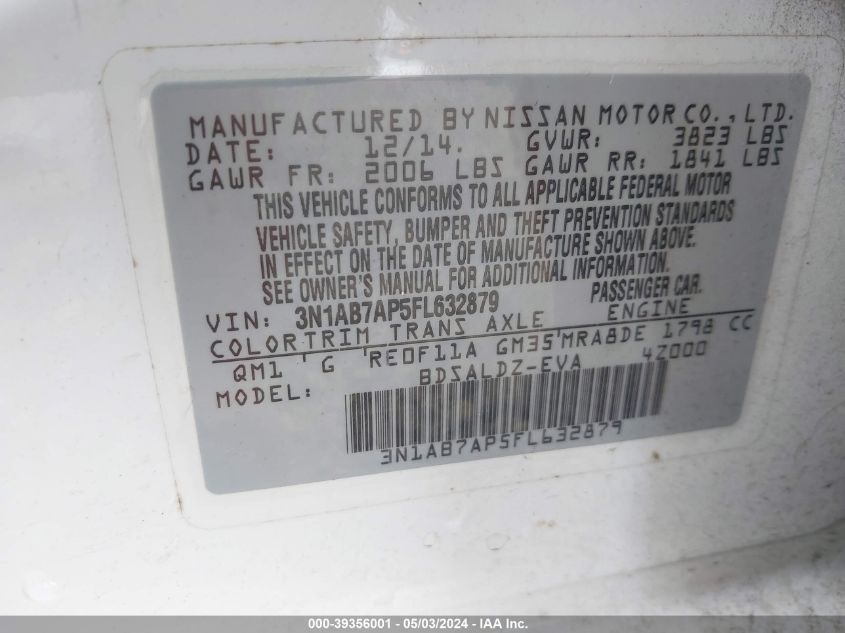 MANUFACTURED BY NISSAN MOTOR CO., LTD.
DATE: 12/14. GVWR: 3823 LBS
GAWR FR: 2006 LBS GAWR RR: 1841 LBS
THIS VEHICLE CONFORMS TO ALL APPLICABLE FEDERAL MOTOR
VEHICLE SAFETY, BUMPER AND THEFT PREVENTION STANDARDS
IN EFFECT ON THE DATE OF MANUFACTURE SHOWN ABOVE.
SEE OWNER'S MANUAL FOR ADDITIONAL INFORMATION.
VIN: 3N1AB7AP5FL632879 PASSENGER CAR.
COLOR TRIM TRANS AXLE ENGINE
QM1 G RE0F11A GM35 MRA8DE 1798 CC
MODEL: BDSALDZ-EVA 4Z000
3N1AB7AP5FL632879
000-39356001 - 05/03/2024 - IAA Inc.